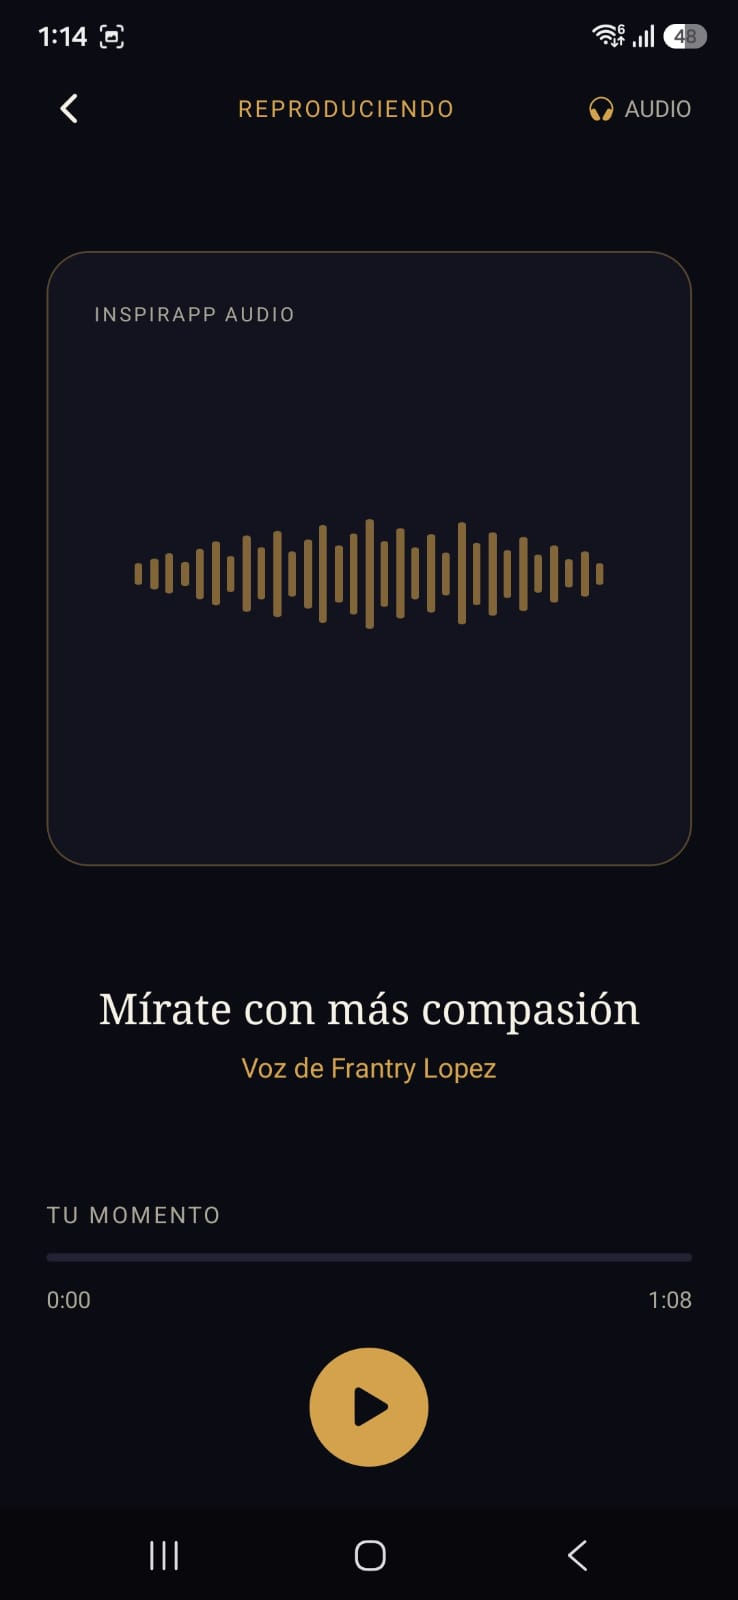 1:14
6
48
REPRODUCIENDO
AUDIO
INSPIRAPP AUDIO
Mírate con más compasión
Voz de Frantry Lopez
TU MOMENTO
0:00
1:08